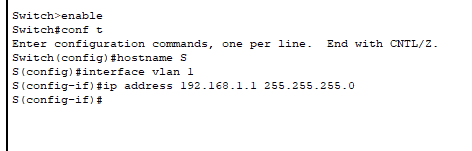 Switch>enable
Switch#conf t
Enter configuration commands, one per line.  End with CNTL/Z.
Switch(config)#hostname S
S(config)#interface vlan 1
S(config-if)#ip address 192.168.1.1 255.255.255.0
S(config-if)#